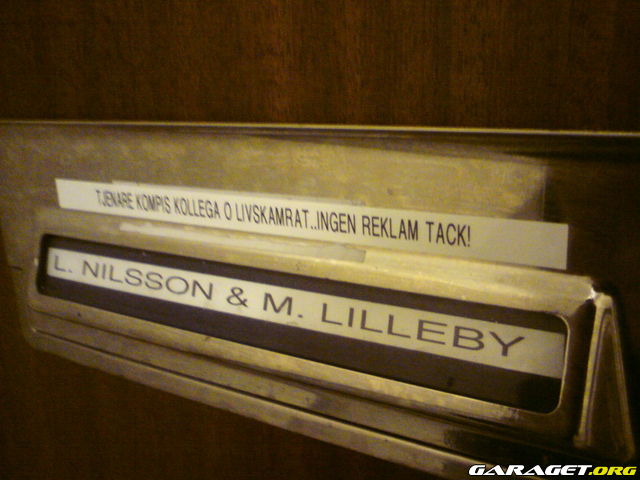 TJENARE KOMPIS KOLLEGA O LIVSKAMRAT..INGEN REKLAM TACK!
L. NILSSON & M. LILLEBY
GARAGET.ORG